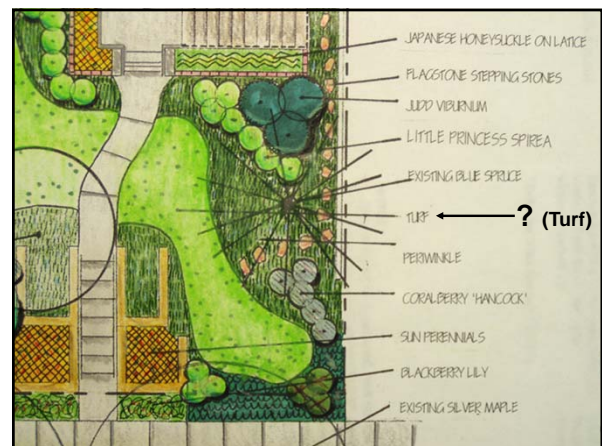 JAPANESE HONEYSUCKLE ON LATICE
FLAGSTONE STEPPING STONES
JUDD VIBURNUM
LITTLE PRINCESS SPIREA
EXISTING BLUE SPRUCE
TURF ? (Turf)
PERIWINKLE
CORALBERRY 'HANCOCK'
SUN PERENNIALS
BLACKBERRY LILY
EXISTING SILVER MAPLE